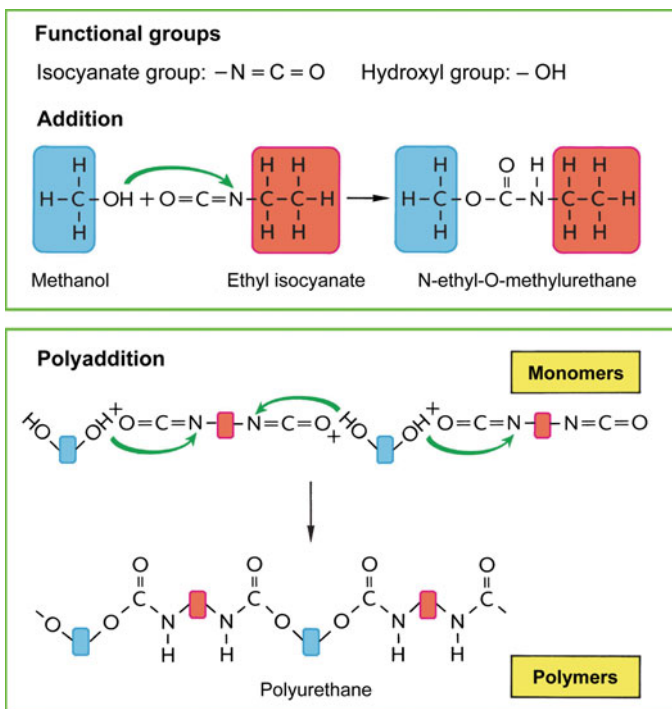 Functional groups
Isocyanate group: – N = C = O Hydroxyl group: – OH
Addition
H H H O H H H
H – C – OH + O = C = N – C – C – H → H – C – O – C – N – C – C – H
H H H H H H
Methanol Ethyl isocyanate N-ethyl-O-methylurethane
Polyaddition
Monomers
HO OH + O = C = N – – N = C = O + HO OH + O = C = N – – N = C = O
O O O O
C C C C
O O N N O O N N
H H H H
Polyurethane
Polymers